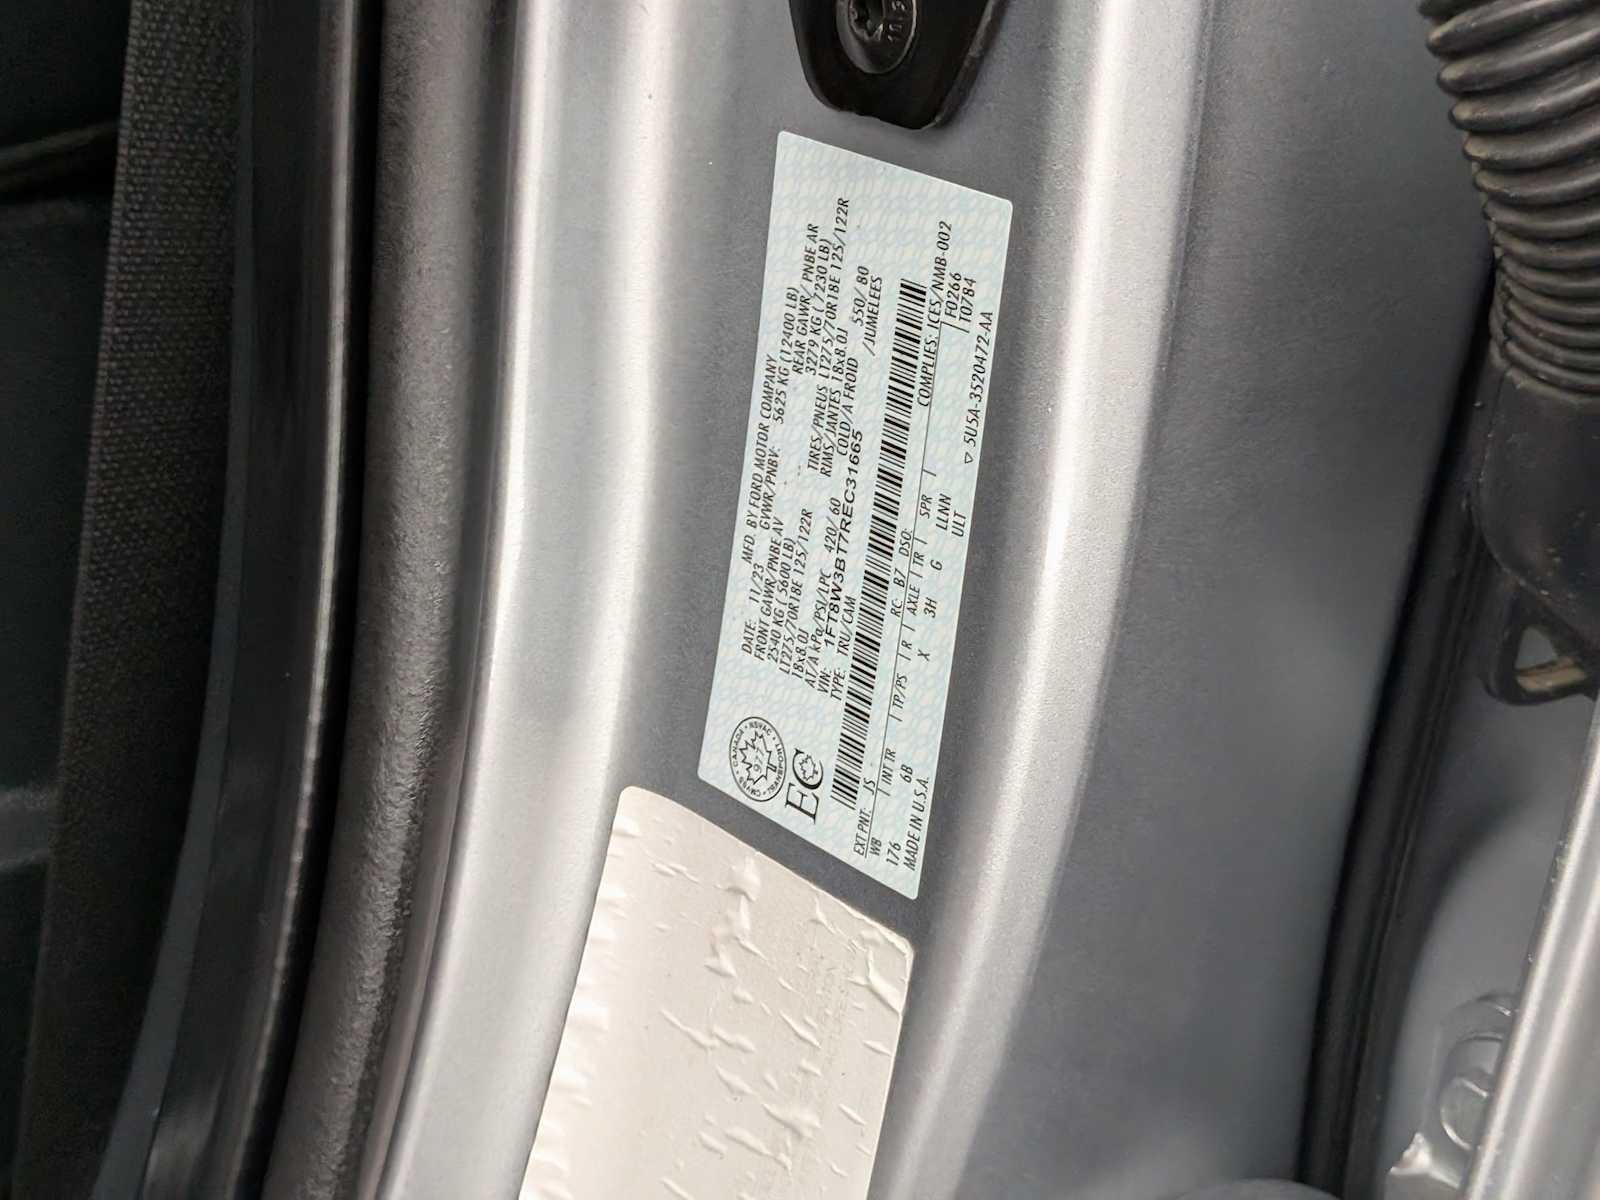 DATE: 11/23 MFD. BY FORD MOTOR COMPANY
FRONT GAWR/PNBE AV GVWR/PNBV: 5625 KG (12400 LB)
2540 KG ( 5600 LB) REAR GAWR/ PNBE AR
LT275/70R18E 125/122R 3279 KG ( 7230 LB)
18x8.0J TIRES/PNEUS LT275/70R18E 125/122R
RIMS/JANTES 18x8.0J
AT/A kPa/PSI/LPC 420/ 60 COLD/A FROID 550/ 80
VIN: 1FT8W3BT7REC31665 /JUMELEES
TYPE: TRU/CAM
CANADA
977
EC
COMPLIES: ICES/NMB-002
EXT PNT: JS RC: B7 DSO: F0266
WB INT TR TP/PS R AXLE TR SPR T0784
176 6B X 3H G LLNN
ULT
MADE IN U.S.A. ▽ 5U5A-3520472-AA